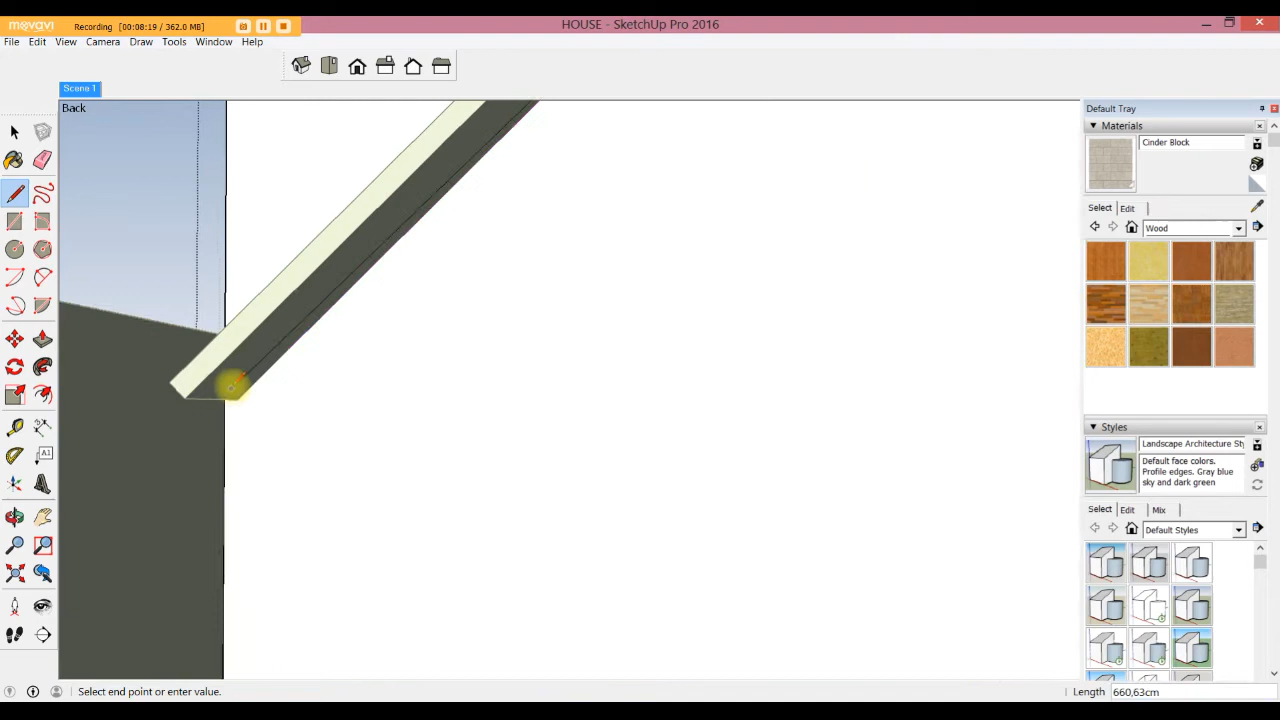 movavi
Recording [00:08:19 / 362.0 MB]
HOUSE - SketchUp Pro 2016
File Edit View Camera Draw Tools Window Help
Scene 1
Back
Default Tray
Materials
Cinder Block
Select Edit
Wood
Styles
Landscape Architecture Sty
Default face colors.
Profile edges. Gray blue
sky and dark green
Select Edit Mix
Default Styles
A1
Select end point or enter value.
Length 660,63cm